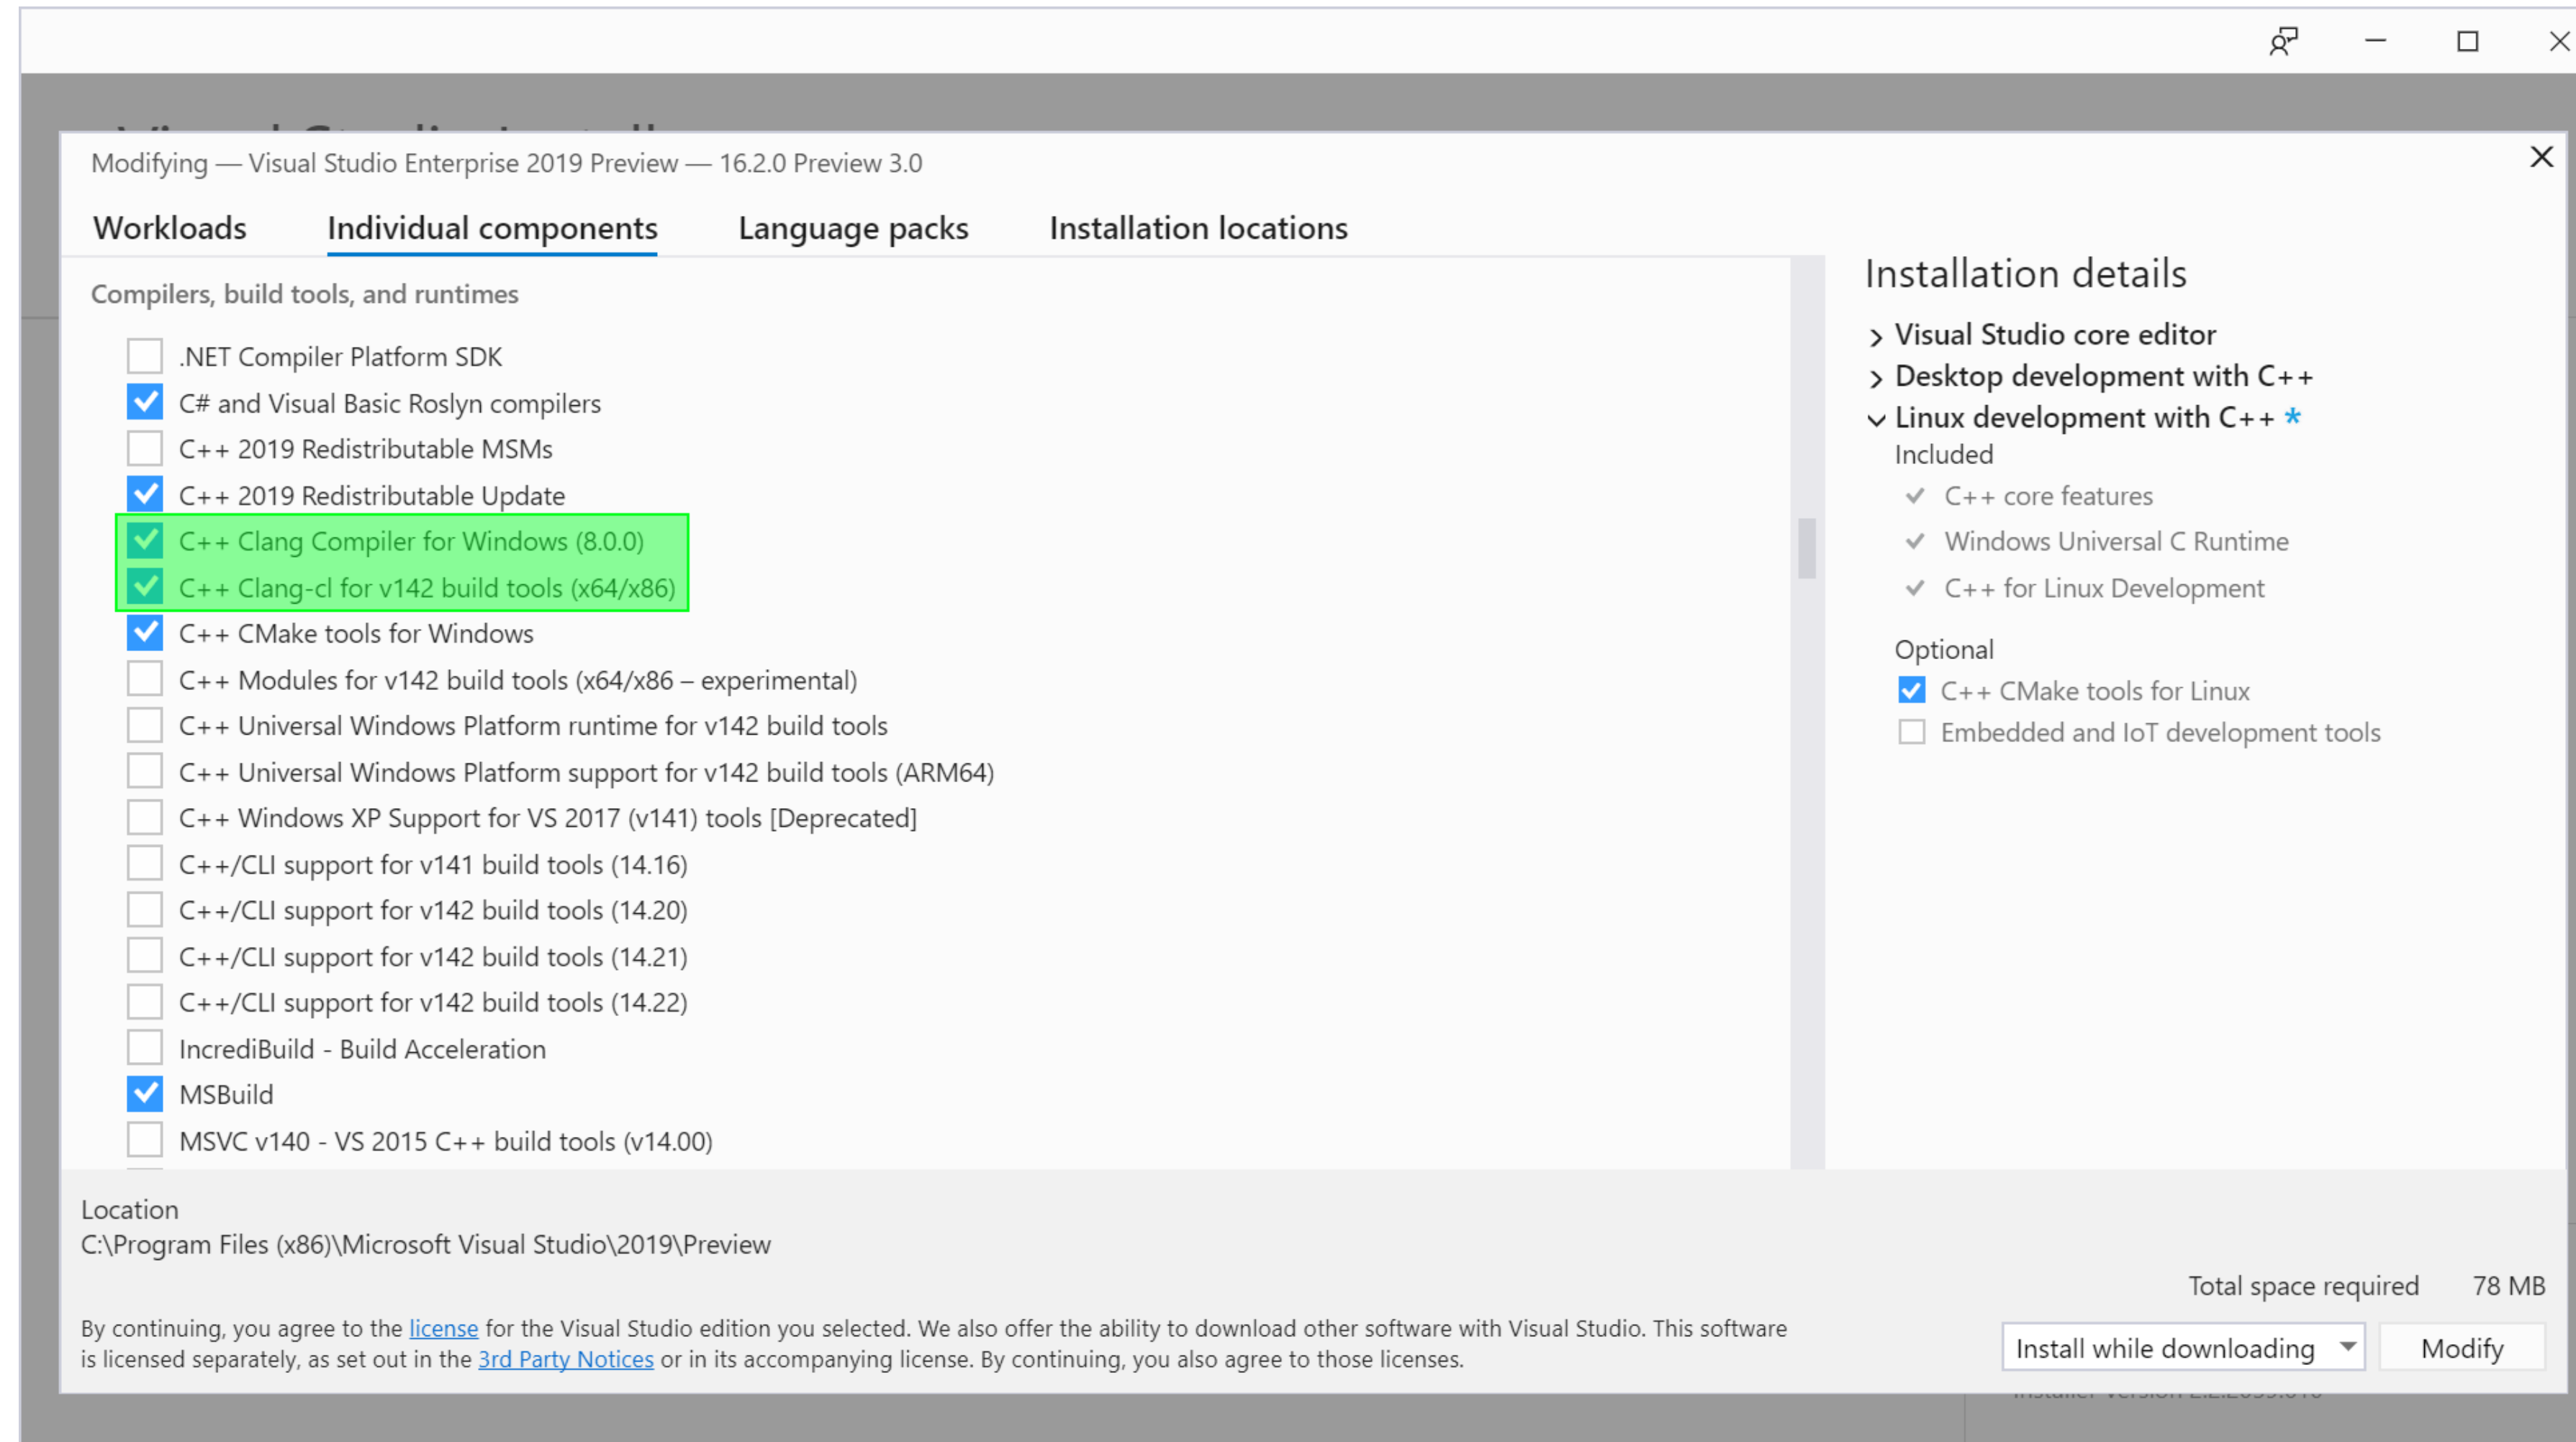 Modifying — Visual Studio Enterprise 2019 Preview — 16.2.0 Preview 3.0
Workloads Individual components Language packs Installation locations
Compilers, build tools, and runtimes
.NET Compiler Platform SDK
C# and Visual Basic Roslyn compilers
C++ 2019 Redistributable MSMs
C++ 2019 Redistributable Update
C++ Clang Compiler for Windows (8.0.0)
C++ Clang-cl for v142 build tools (x64/x86)
C++ CMake tools for Windows
C++ Modules for v142 build tools (x64/x86 – experimental)
C++ Universal Windows Platform runtime for v142 build tools
C++ Universal Windows Platform support for v142 build tools (ARM64)
C++ Windows XP Support for VS 2017 (v141) tools [Deprecated]
C++/CLI support for v141 build tools (14.16)
C++/CLI support for v142 build tools (14.20)
C++/CLI support for v142 build tools (14.21)
C++/CLI support for v142 build tools (14.22)
IncrediBuild - Build Acceleration
MSBuild
MSVC v140 - VS 2015 C++ build tools (v14.00)
Installation details
Visual Studio core editor
Desktop development with C++
Linux development with C++ *
Included
C++ core features
Windows Universal C Runtime
C++ for Linux Development
Optional
C++ CMake tools for Linux
Embedded and IoT development tools
Location
C:\Program Files (x86)\Microsoft Visual Studio\2019\Preview
Total space required 78 MB
By continuing, you agree to the license for the Visual Studio edition you selected. We also offer the ability to download other software with Visual Studio. This software
is licensed separately, as set out in the 3rd Party Notices or in its accompanying license. By continuing, you also agree to those licenses.
Install while downloading Modify